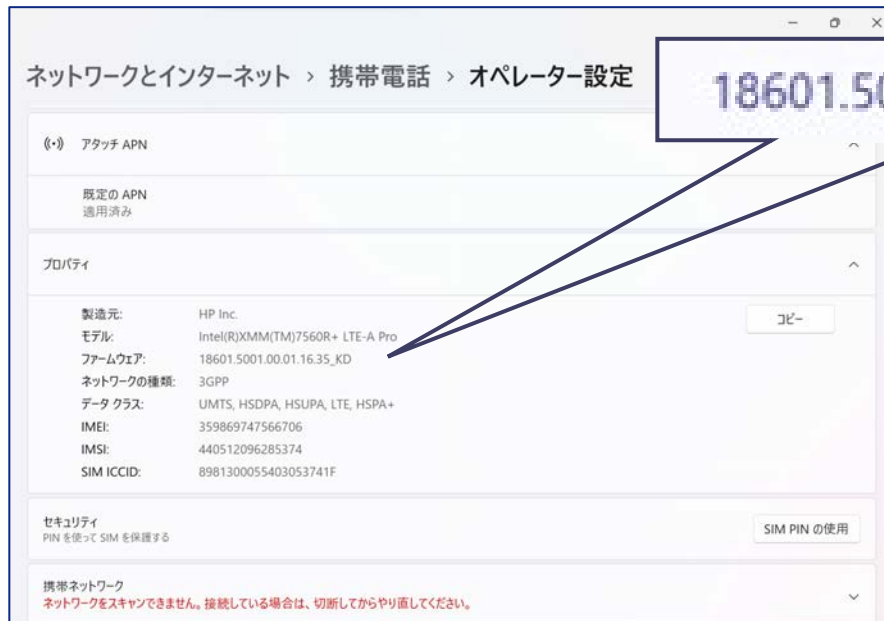 ネットワークとインターネット › 携帯電話 › オペレーター設定
18601.50
アタッチ APN
既定の APN
適用済み
プロパティ
製造元: HP Inc. コピー
モデル: Intel(R)XMM(TM)7560R+ LTE-A Pro
ファームウェア: 18601.5001.00.01.16.35_KD
ネットワークの種類: 3GPP
データ クラス: UMTS, HSDPA, HSUPA, LTE, HSPA+
IMEI: 359869747566706
IMSI: 440512096285374
SIM ICCID: 8981300055403053741F
セキュリティ
PIN を使って SIM を保護する
SIM PIN の使用
携帯ネットワーク
ネットワークをスキャンできません。接続している場合は、切断してからやり直してください。